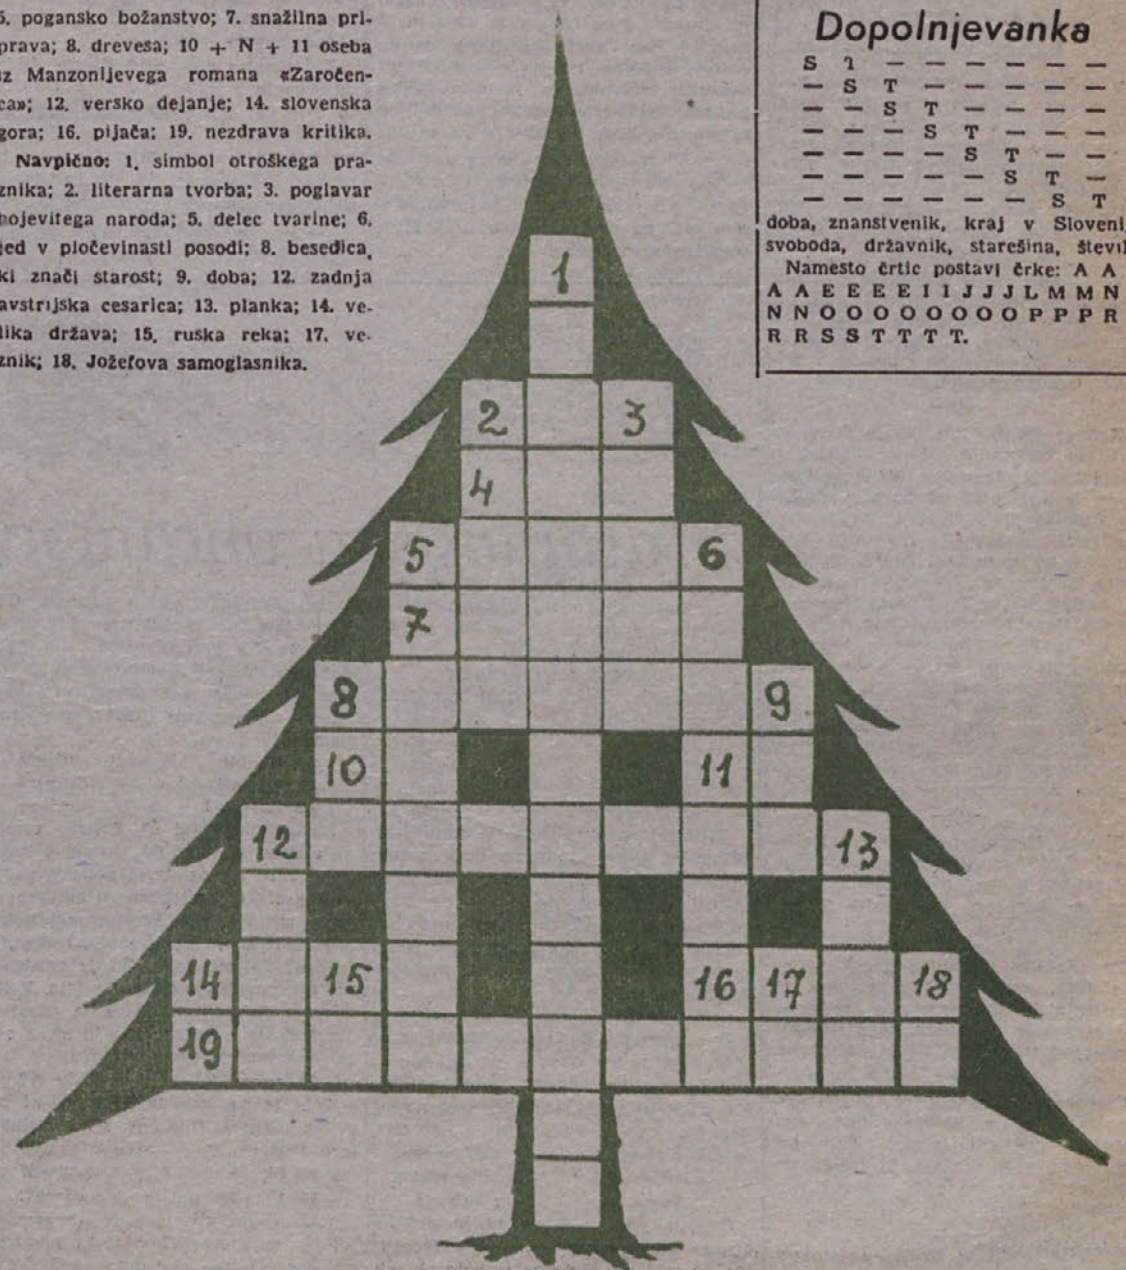 5. pogansko božanstvo; 7. snažilna pri-
prava; 8. drevesa; 10 + N + 11 oseba
iz Manzonijevega romana «Zaročen-
ca»; 12. versko dejanje; 14. slovenska
gora; 16. pijača; 19. nezdrava kritika.
Navpično: 1. simbol otroškega pra-
znika; 2. literarna tvorba; 3. poglavar
bojevitega naroda; 5. delec tvarine; 6.
jed v pločevinasti posodi; 8. besedica,
ki znači starost; 9. doba; 12. zadnja
avstrijska cesarica; 13. planka; 14. ve-
lika država; 15. ruska reka; 17. ve-
znik; 18. Jožefova samoglasnika.
Dopolnjevanka
S T — — — — — —
— S T — — — — —
— — S T — — — —
— — — S T — — —
— — — — S T — —
— — — — — S T —
— — — — — — S T
doba, znanstvenik, kraj v
svoboda, državnik, starešina,
Namesto črtic postavi črke: A A
A A E E E E I I J J J L M M N
N N O O O O O O O O P P P R
R R S S T T T T.
1
2 3
4
5 6
7
8 9
10 11
12 13
14 15 16 17 18
19